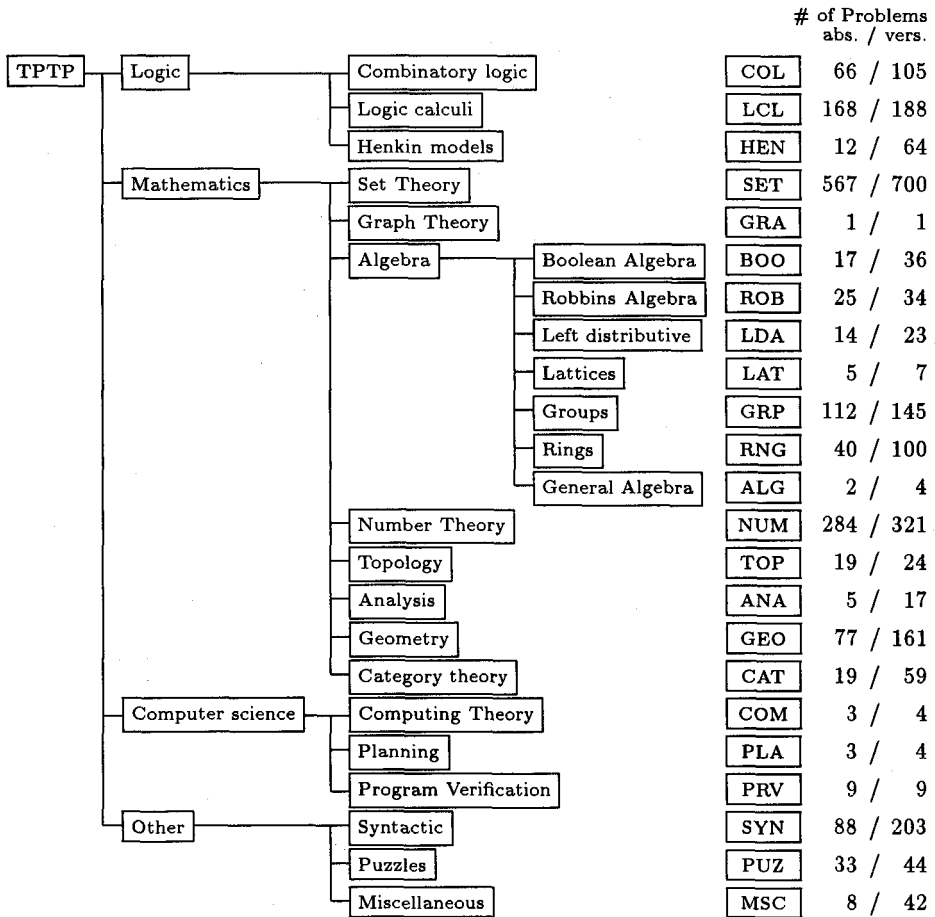 # of Problems
abs. / vers.
TPTP Logic Combinatory logic COL 66 / 105
Logic calculi LCL 168 / 188
Henkin models HEN 12 / 64
Mathematics Set Theory SET 567 / 700
Graph Theory GRA 1 / 1
Algebra Boolean Algebra BOO 17 / 36
Robbins Algebra ROB 25 / 34
Left distributive LDA 14 / 23
Lattices LAT 5 / 7
Groups GRP 112 / 145
Rings RNG 40 / 100
General Algebra ALG 2 / 4
Number Theory NUM 284 / 321
Topology TOP 19 / 24
Analysis ANA 5 / 17
Geometry GEO 77 / 161
Category theory CAT 19 / 59
Computer science Computing Theory COM 3 / 4
Planning PLA 3 / 4
Program Verification PRV 9 / 9
Other Syntactic SYN 88 / 203
Puzzles PUZ 33 / 44
Miscellaneous MSC 8 / 42